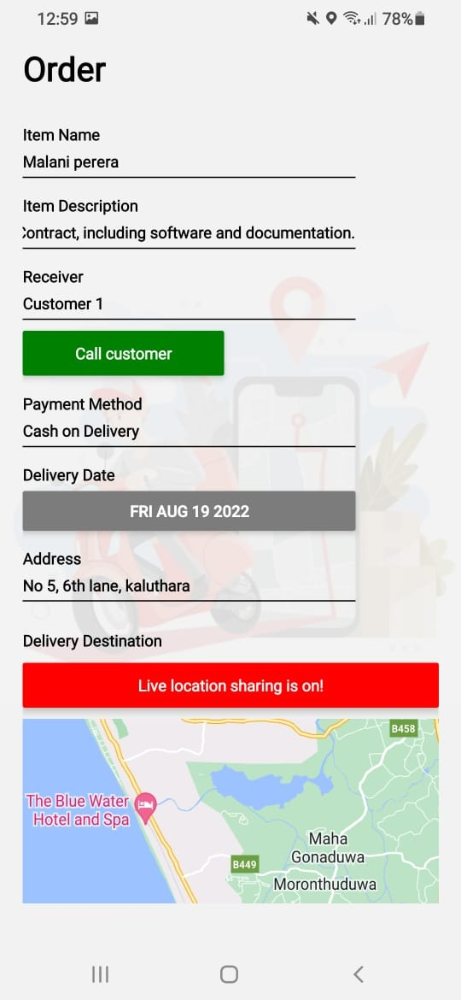 12:59
78%
Order
Item Name
Malani perera
Item Description
Contract, including software and documentation.
Receiver
Customer 1
Call customer
Payment Method
Cash on Delivery
Delivery Date
FRI AUG 19 2022
Address
No 5, 6th lane, kaluthara
Delivery Destination
Live location sharing is on!
B458
The Blue Water
Hotel and Spa
Maha
Gonaduwa
B449
Moronthuduwa